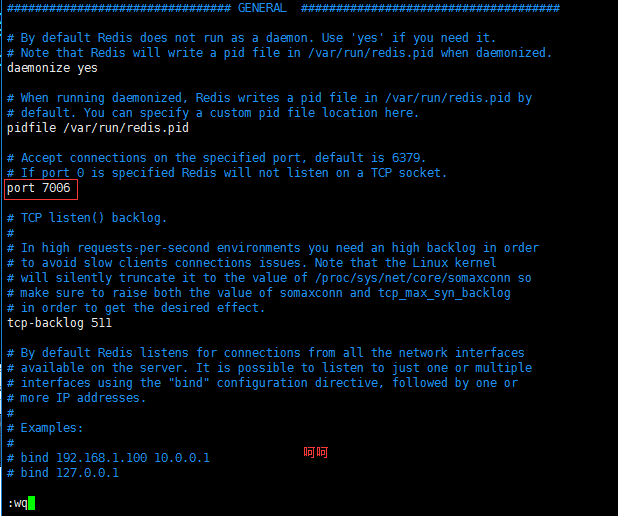 ################################ GENERAL  #####################################
# By default Redis does not run as a daemon. Use 'yes' if you need it.
# Note that Redis will write a pid file in /var/run/redis.pid when daemonized.
daemonize yes
# When running daemonized, Redis writes a pid file in /var/run/redis.pid by
# default. You can specify a custom pid file location here.
pidfile /var/run/redis.pid
# Accept connections on the specified port, default is 6379.
# If port 0 is specified Redis will not listen on a TCP socket.
port 7006
# TCP listen() backlog.
#
# In high requests-per-second environments you need an high backlog in order
# to avoid slow clients connections issues. Note that the Linux kernel
# will silently truncate it to the value of /proc/sys/net/core/somaxconn so
# make sure to raise both the value of somaxconn and tcp_max_syn_backlog
# in order to get the desired effect.
tcp-backlog 511
# By default Redis listens for connections from all the network interfaces
# available on the server. It is possible to listen to just one or multiple
# interfaces using the "bind" configuration directive, followed by one or
# more IP addresses.
#
# Examples:
#
# bind 192.168.1.100 10.0.0.1
呵呵
# bind 127.0.0.1
:wq